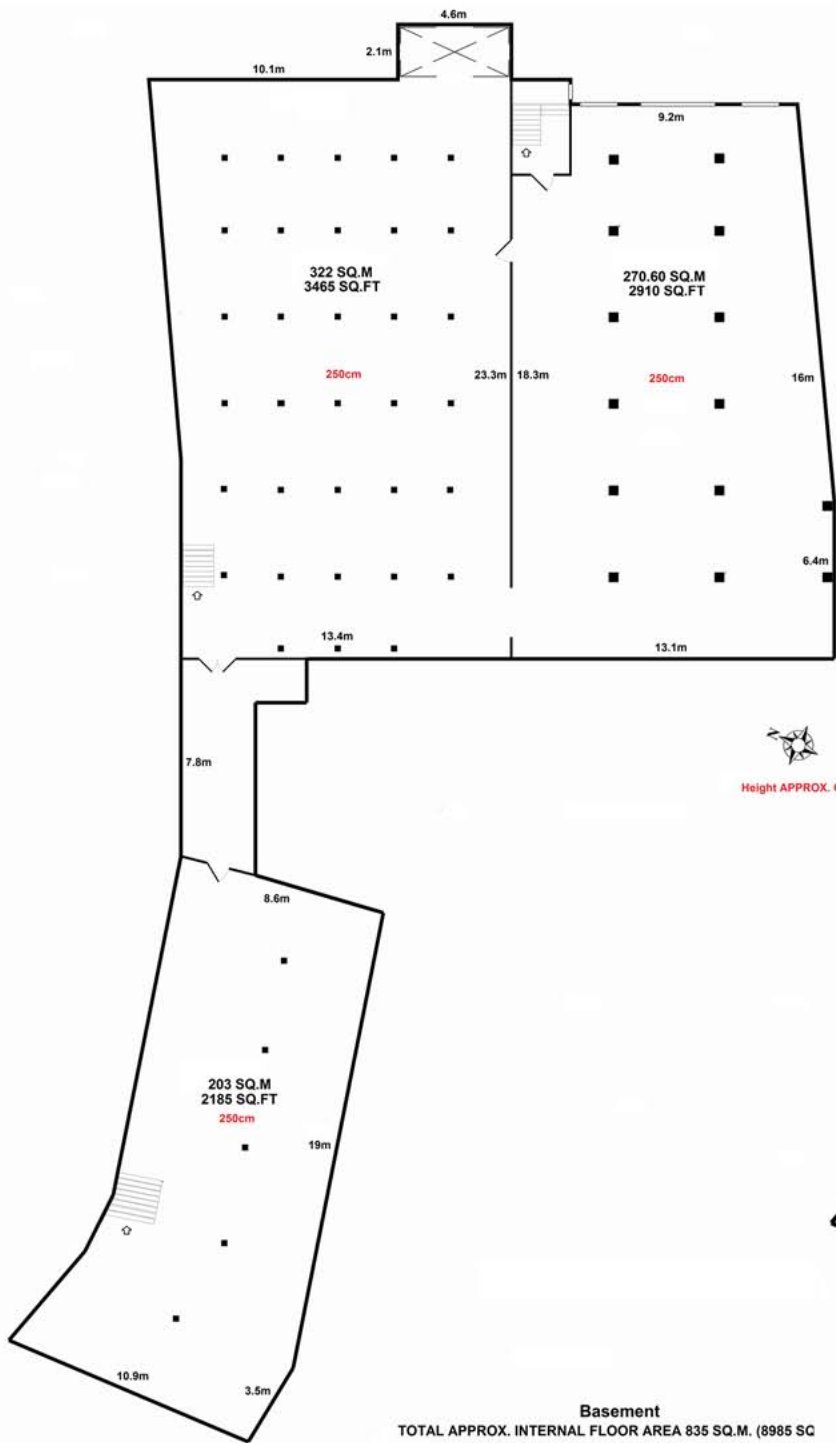 4.6m
2.1m
10.1m
9.2m
322 SQ.M
3465 SQ.FT
270.60 SQ.M
2910 SQ.FT
250cm
23.3m
18.3m
250cm
16m
6.4m
13.4m
13.1m
N
7.8m
Height APPROX.
8.6m
203 SQ.M
2185 SQ.FT
250cm
19m
10.9m
3.5m
Basement
TOTAL APPROX. INTERNAL FLOOR AREA 835 SQ.M. (8985 SQ